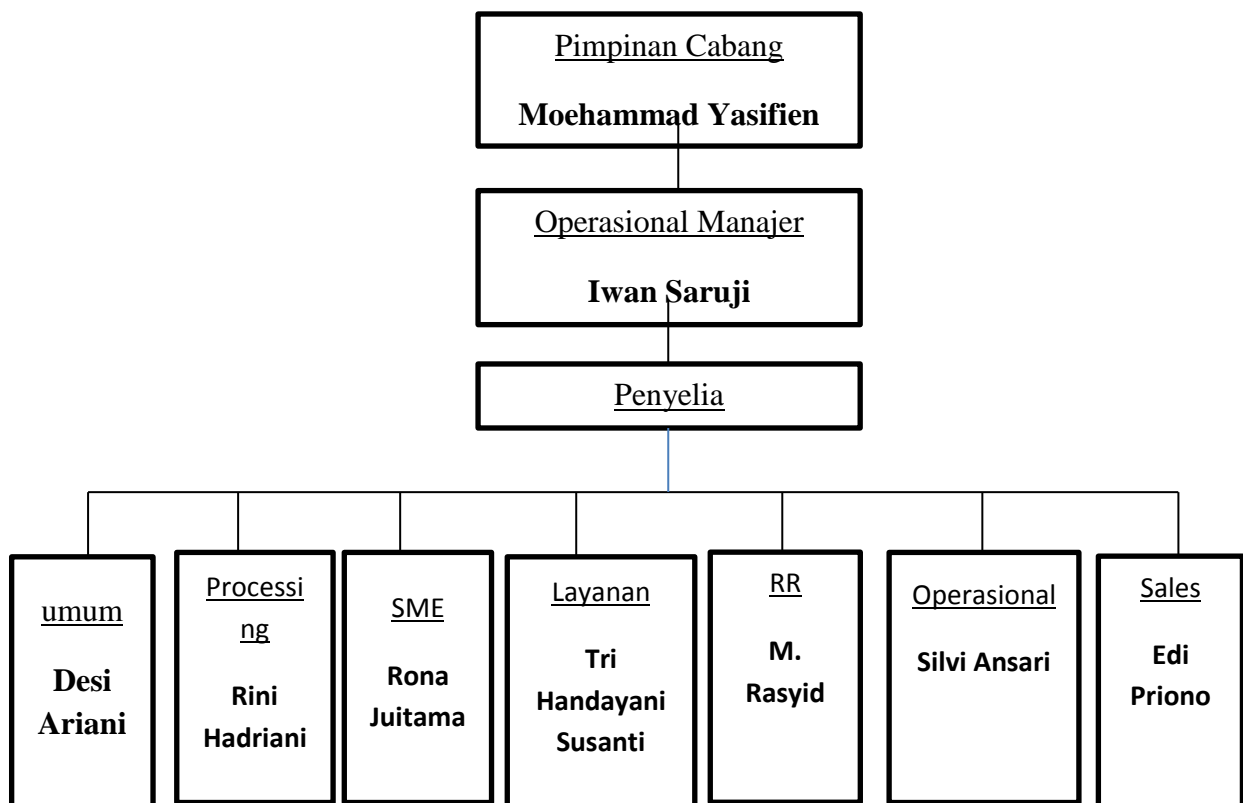 Pimpinan Cabang
Moehammad Yasifien
Operasional Manajer
Iwan Saruji
Penyelia
umum
Desi
Ariani
Processi
ng
Rini
Hadriani
SME
Rona
Juitama
Layanan
Tri
Handayani
Susanti
RR
M.
Rasyid
Operasional
Silvi Ansari
Sales
Edi
Priono